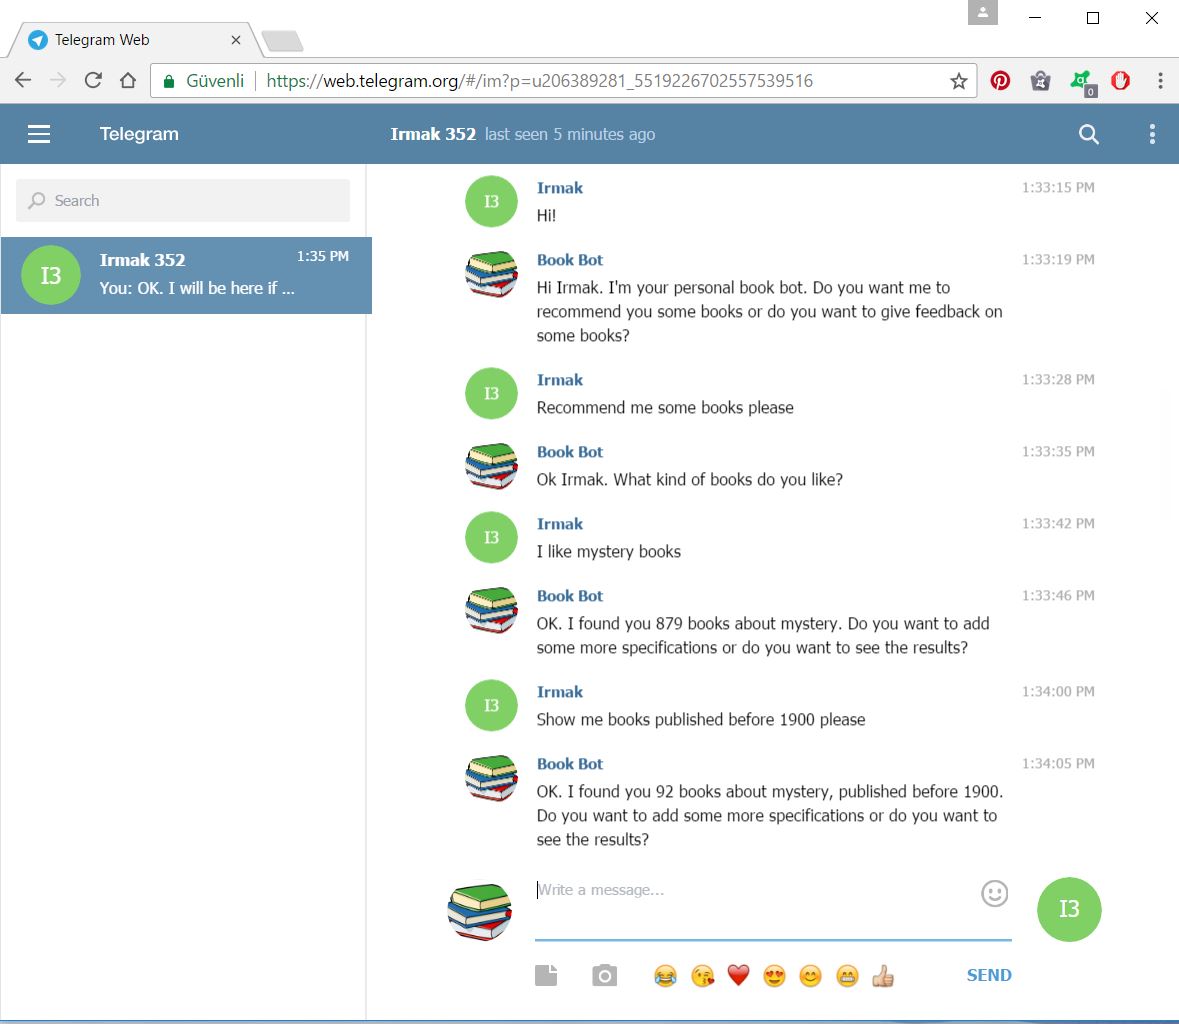 Telegram Web
Güvenli
https://web.telegram.org/#/im?p=u206389281_5519226702557539516
0
Telegram
Irmak 352 last seen 5 minutes ago
Search
I3
Irmak 352
1:35 PM
You: OK. I will be here if ...
I3
Irmak
1:33:15 PM
Hi!
Book Bot
1:33:19 PM
Hi Irmak. I'm your personal book bot. Do you want me to
recommend you some books or do you want to give feedback on
some books?
I3
Irmak
1:33:28 PM
Recommend me some books please
Book Bot
1:33:35 PM
Ok Irmak. What kind of books do you like?
I3
Irmak
1:33:42 PM
I like mystery books
Book Bot
1:33:46 PM
OK. I found you 879 books about mystery. Do you want to add
some more specifications or do you want to see the results?
I3
Irmak
1:34:00 PM
Show me books published before 1900 please
Book Bot
1:34:05 PM
OK. I found you 92 books about mystery, published before 1900.
Do you want to add some more specifications or do you want to
see the results?
Write a message...
I3
SEND